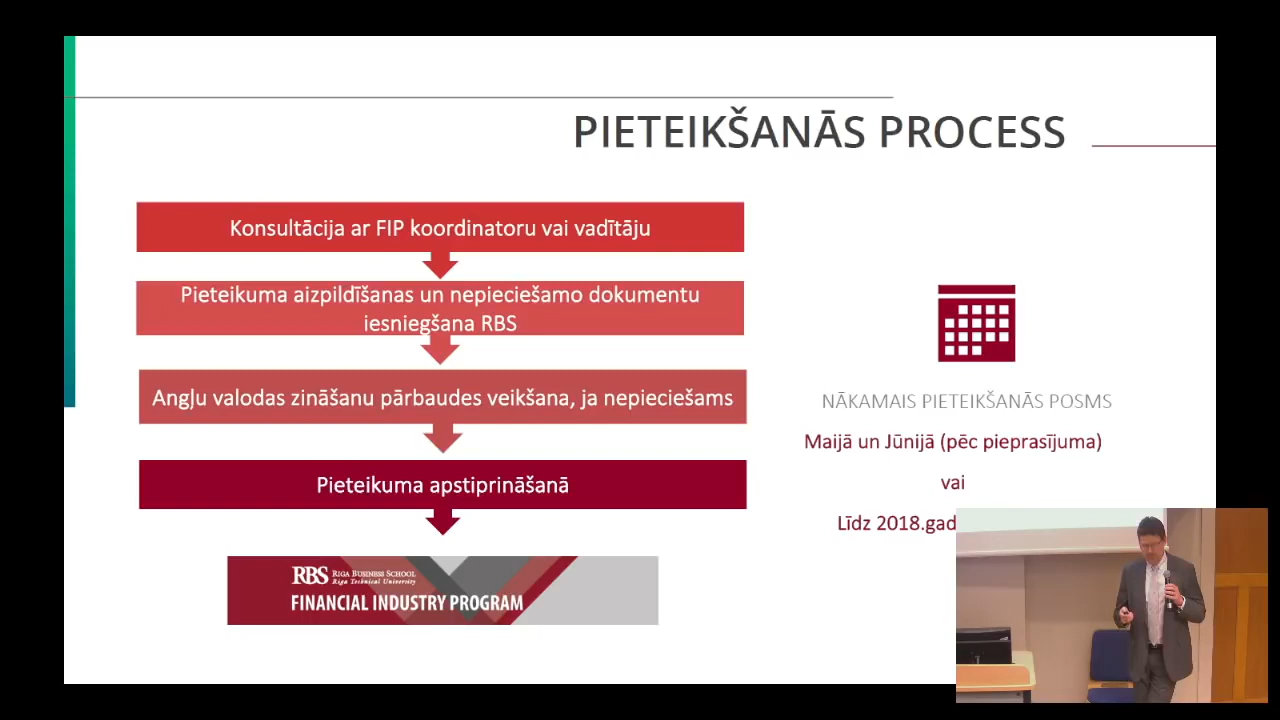 PIETEIKŠANĀS PROCESS
Konsultācija ar FIP koordinatoru vai vadītāju
Pieteikuma aizpildīšanas un nepieciešamo dokumentu
iesniegšana RBS
Angļu valodas zināšanu pārbaudes veikšana, ja nepieciešams
Pieteikuma apstiprināšanā
RBS RIGA BUSINESS SCHOOL
Riga Technical University
FINANCIAL INDUSTRY PROGRAM
NĀKAMAIS PIETEIKŠANĀS POSMS
Maijā un Jūnijā (pēc pieprasījuma)
vai
Līdz 2018.gad